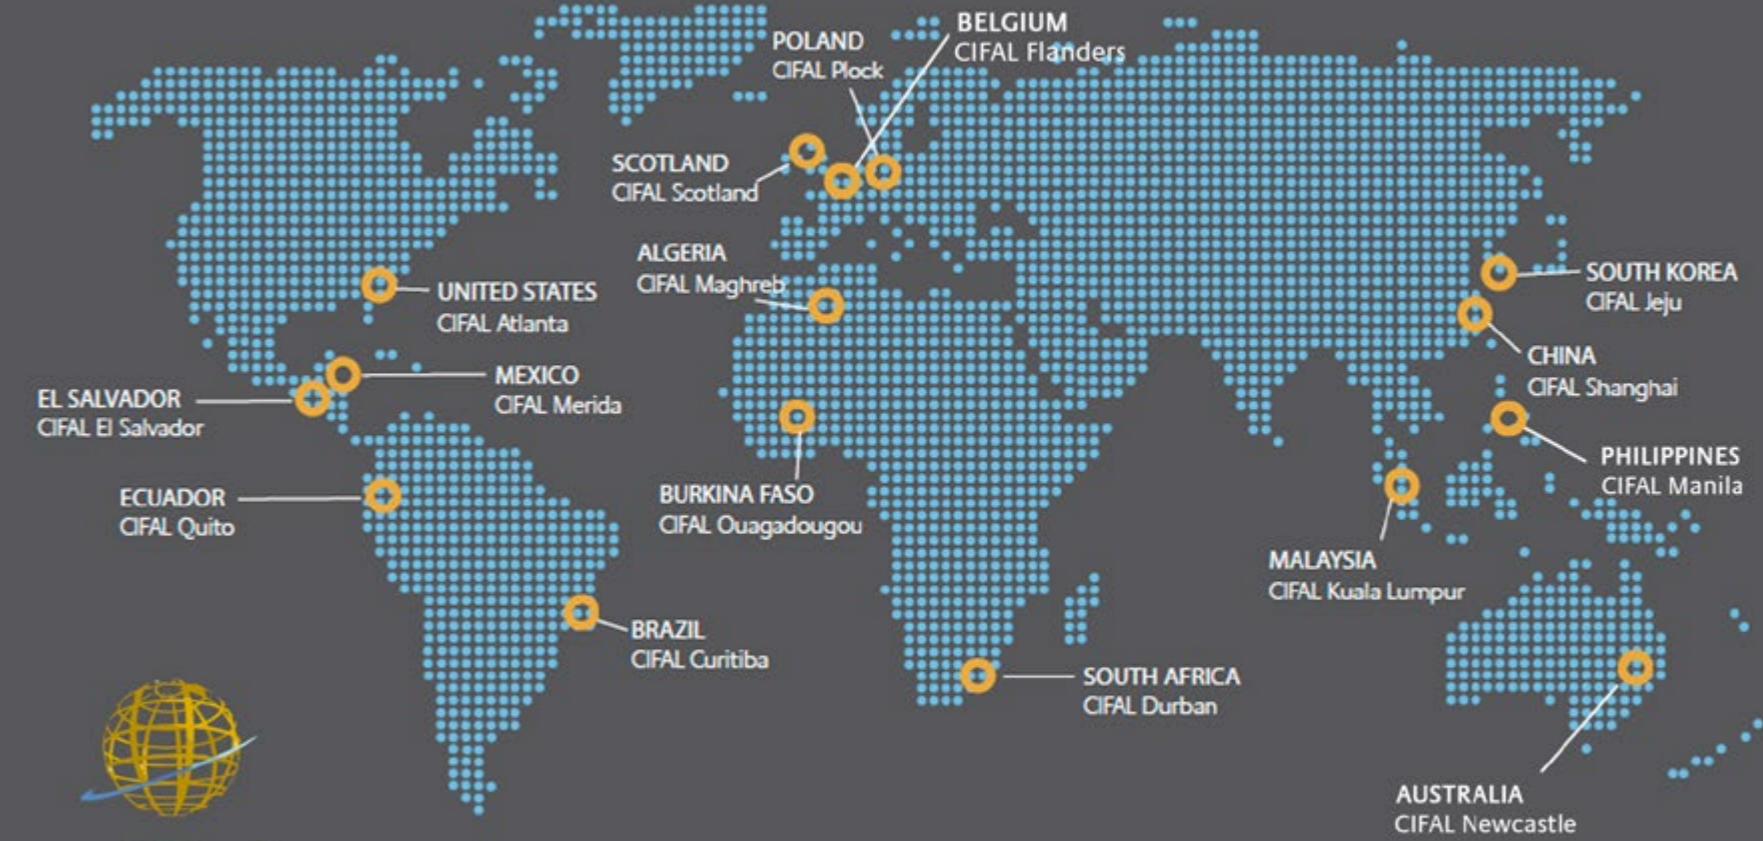 BELGIUM
CIFAL Flanders
POLAND
CIFAL Plock
SCOTLAND
CIFAL Scotland
ALGERIA
CIFAL Maghreb
UNITED STATES
CIFAL Atlanta
SOUTH KOREA
CIFAL Jeju
CHINA
CIFAL Shanghai
MEXICO
CIFAL Merida
EL SALVADOR
CIFAL El Salvador
PHILIPPINES
CIFAL Manila
ECUADOR
CIFAL Quito
BURKINA FASO
CIFAL Ouagadougou
MALAYSIA
CIFAL Kuala Lumpur
BRAZIL
CIFAL Curitiba
SOUTH AFRICA
CIFAL Durban
AUSTRALIA
CIFAL Newcastle